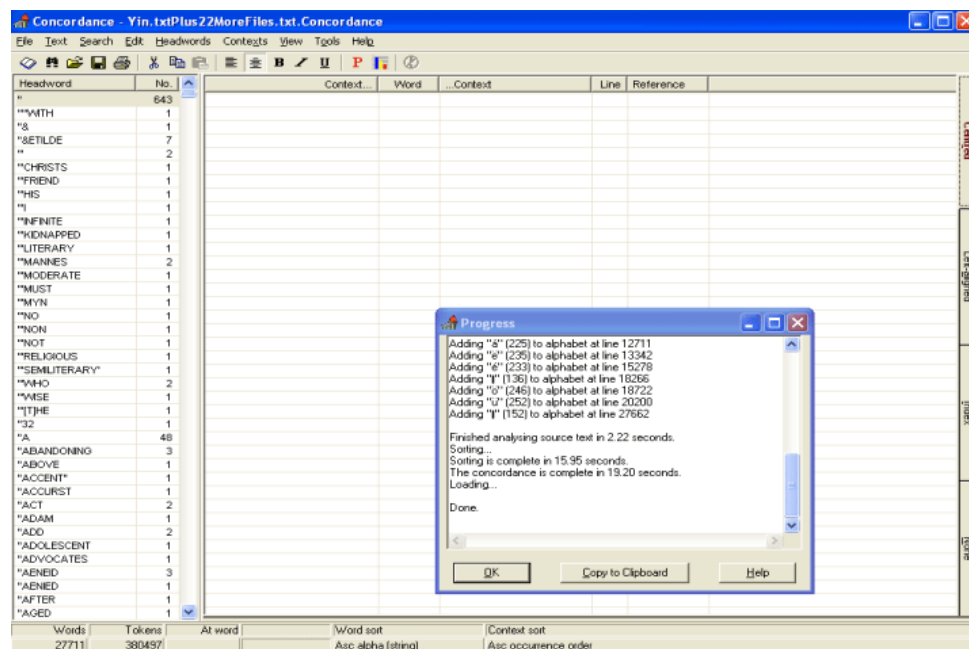 Concordance - Yin.txtPlus22MoreFiles.txt.Concordance
File Text Search Edit Headwords Contexts View Tools Help
B I U P
Headword No. Context... Word ...Context Line Reference
" 643
""WITH 1
"& 1
"&ETILDE 7
"" 2
""CHRISTS 1
""FRIEND 1
""HIS 1
""I 1
""INFINITE 1
""KIDNAPPED 1
""LITERARY 1
""MANNES 2
""MODERATE 1
""MUST 1
""MYN 1
""NO 1
""NON 1
""NOT 1
""RELIGIOUS 1
""SEMILITERARY" 1
""WHO 2
""WISE 1
""[T]HE 1
"32 1
"A 48
"ABANDONING 3
"ABOVE 1
"ACCENT" 1
"ACCURST 1
"ACT 2
"ADAM 1
"ADD 2
"ADOLESCENT 1
"ADVOCATES 1
"AENEID 3
"AENIED 1
"AFTER 1
"AGED 1
Progress
Adding "á" (225) to alphabet at line 12711
Adding "ë" (235) to alphabet at line 13342
Adding "é" (233) to alphabet at line 15278
Adding "|" (136) to alphabet at line 18266
Adding "ö" (246) to alphabet at line 18722
Adding "ü" (252) to alphabet at line 20200
Adding "|" (152) to alphabet at line 27662
Finished analysing source text in 2.22 seconds.
Sorting...
Sorting is complete in 15.95 seconds.
The concordance is complete in 19.20 seconds.
Loading...
Done.
OK Copy to Clipboard Help
Index
None
Words Tokens At word Word sort Context sort
27711 380497 Asc alpha (string) Asc occurrence order